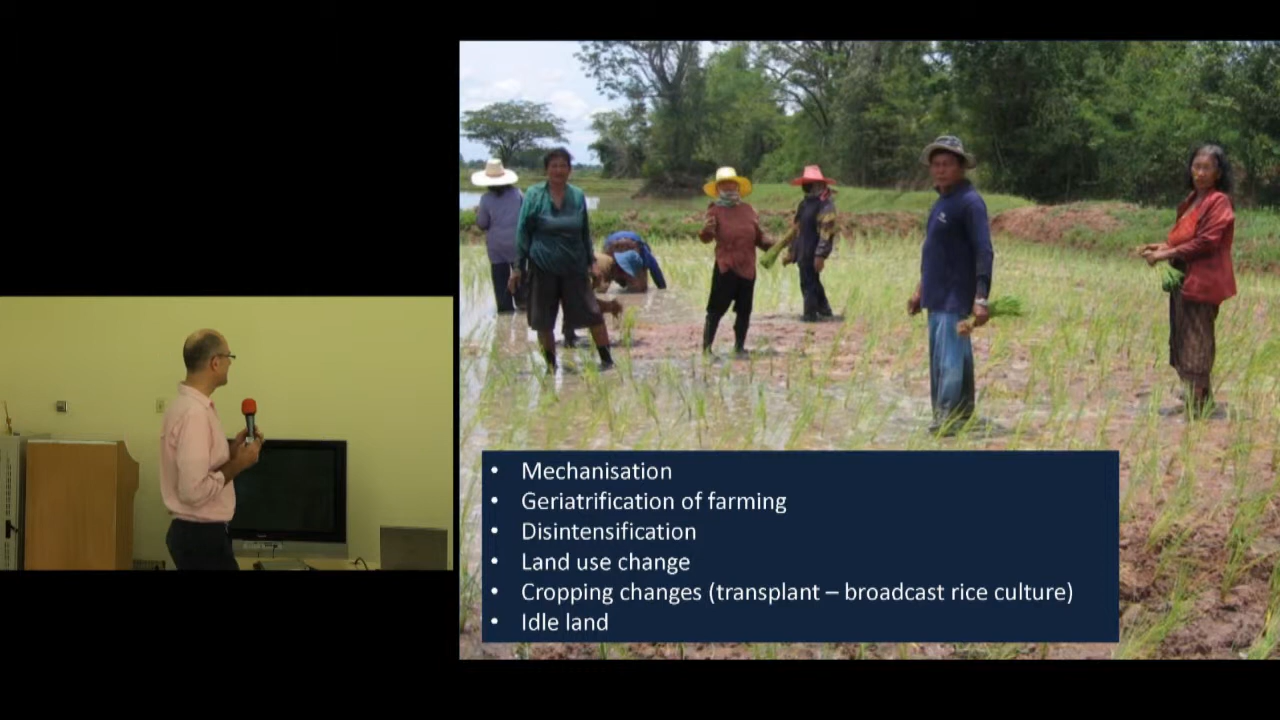 • Mechanisation
• Geriatrification of farming
• Disintensification
• Land use change
• Cropping changes (transplant – broadcast rice culture)
• Idle land